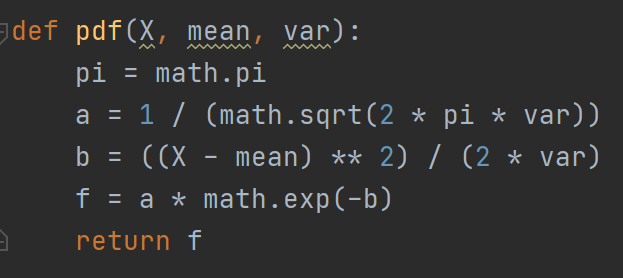 def pdf(X, mean, var):
    pi = math.pi
    a = 1 / (math.sqrt(2 * pi * var))
    b = ((X - mean) ** 2) / (2 * var)
    f = a * math.exp(-b)
    return f